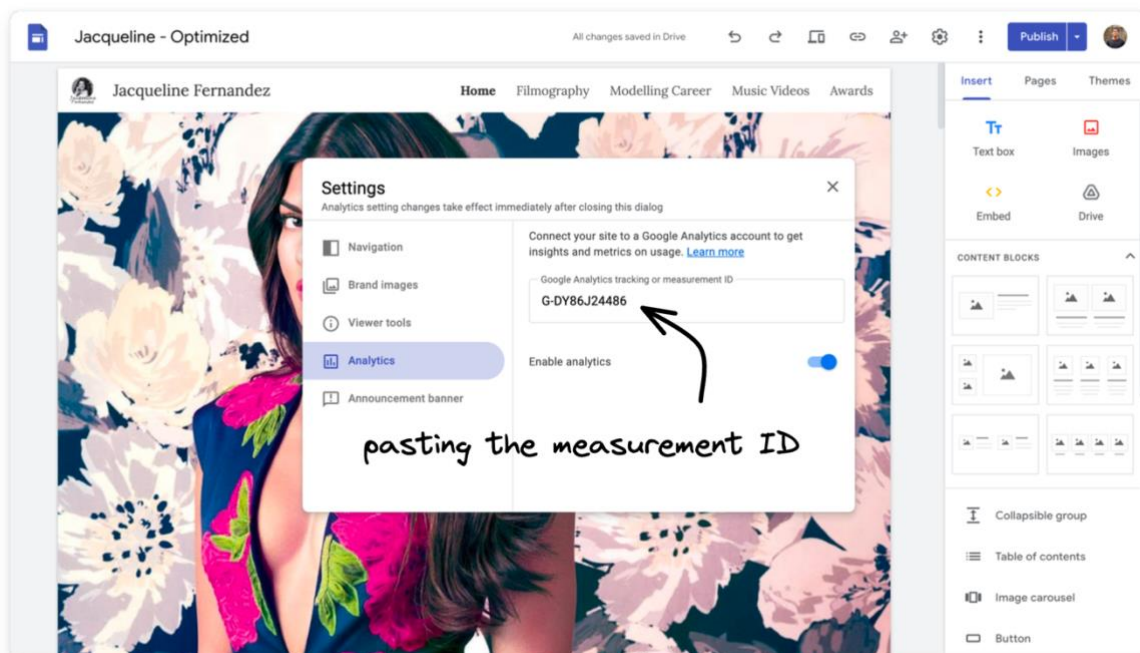 Jacqueline - Optimized
All changes saved in Drive
Publish
Jacqueline Fernandez
Home
Filmography
Modelling Career
Music Videos
Awards
Insert
Pages
Themes
Text box
Images
Embed
Drive
CONTENT BLOCKS
Settings
Analytics setting changes take effect immediately after closing this dialog
Navigation
Brand images
Viewer tools
Analytics
Announcement banner
Connect your site to a Google Analytics account to get
insights and metrics on usage. Learn more
Google Analytics tracking or measurement ID
G-DY86J24486
Enable analytics
pasting the measurement ID
Collapsible group
Table of contents
Image carousel
Button